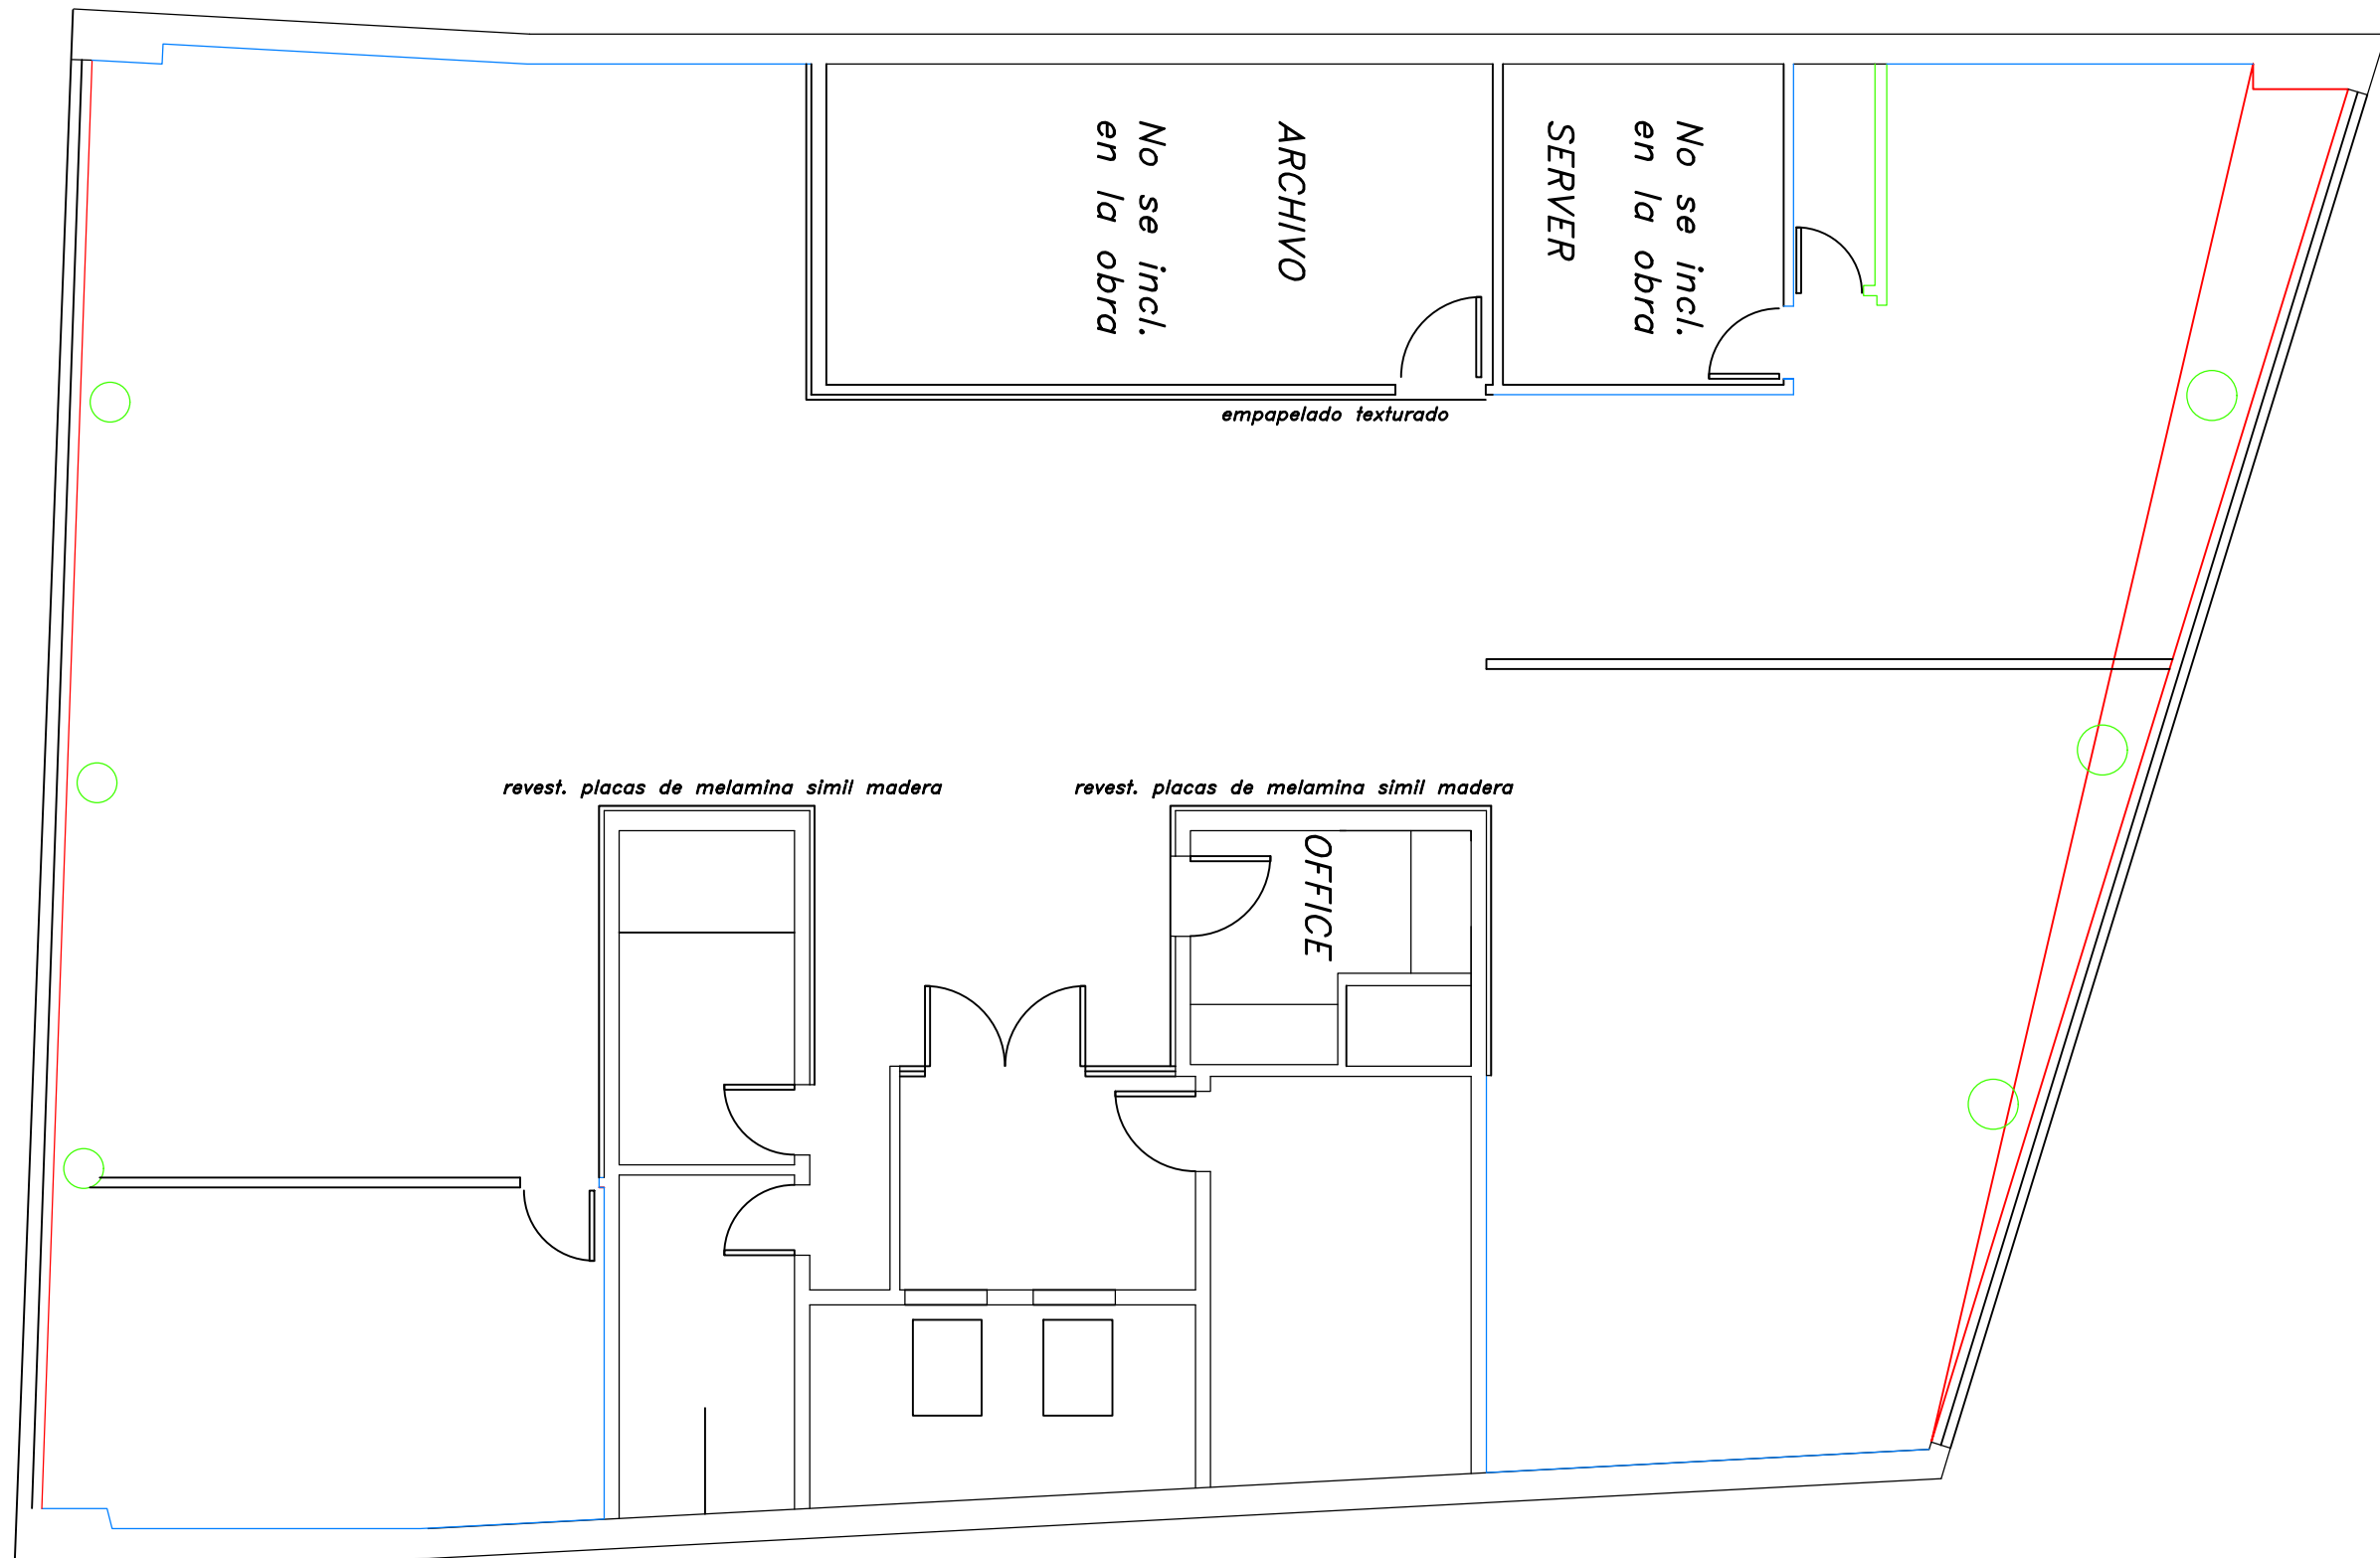 ARCHIVO
No se incl.
en la obra
No se incl.
en la obra
SERVER
empapelado texturado
revest. placas de melamina simil madera
revest. placas de melamina simil madera
OFFICE